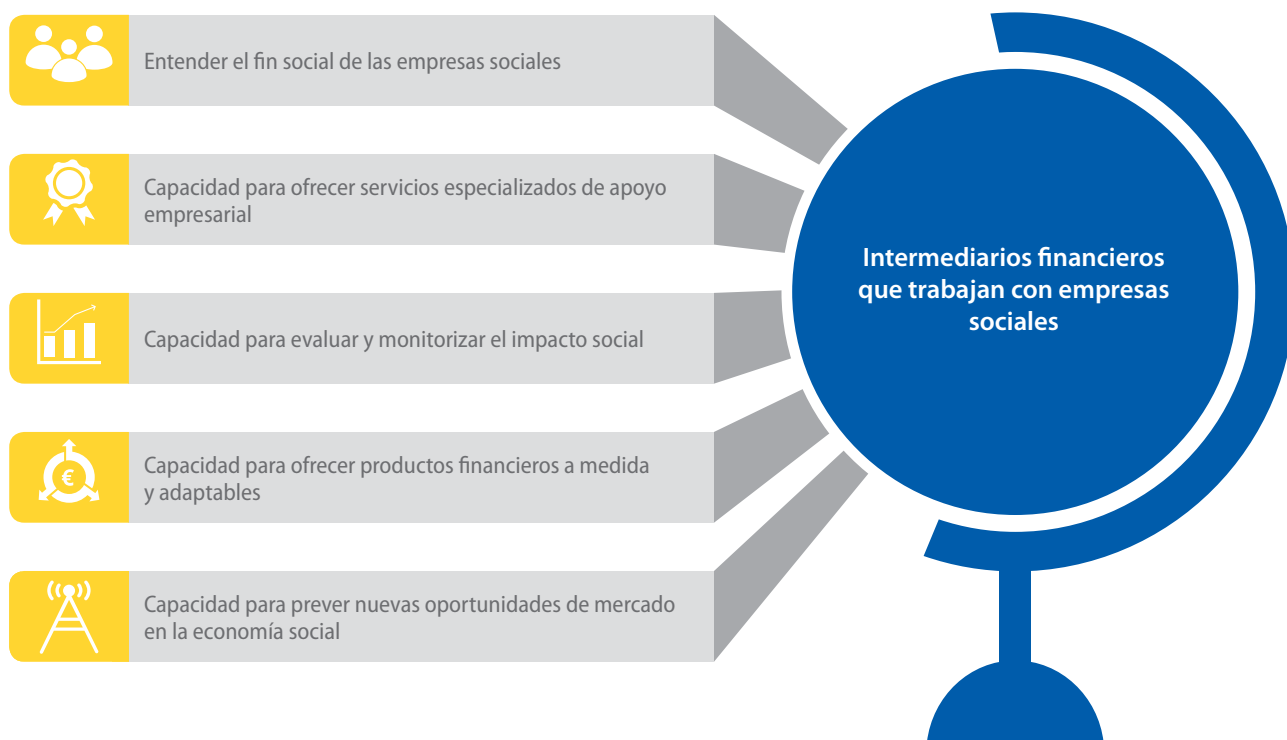 Entender el fin social de las empresas sociales
Capacidad para ofrecer servicios especializados de apoyo
empresarial
Capacidad para evaluar y monitorizar el impacto social
Capacidad para ofrecer productos financieros a medida
y adaptables
€
Capacidad para prever nuevas oportunidades de mercado
en la economía social
Intermediarios financieros
que trabajan con empresas
sociales